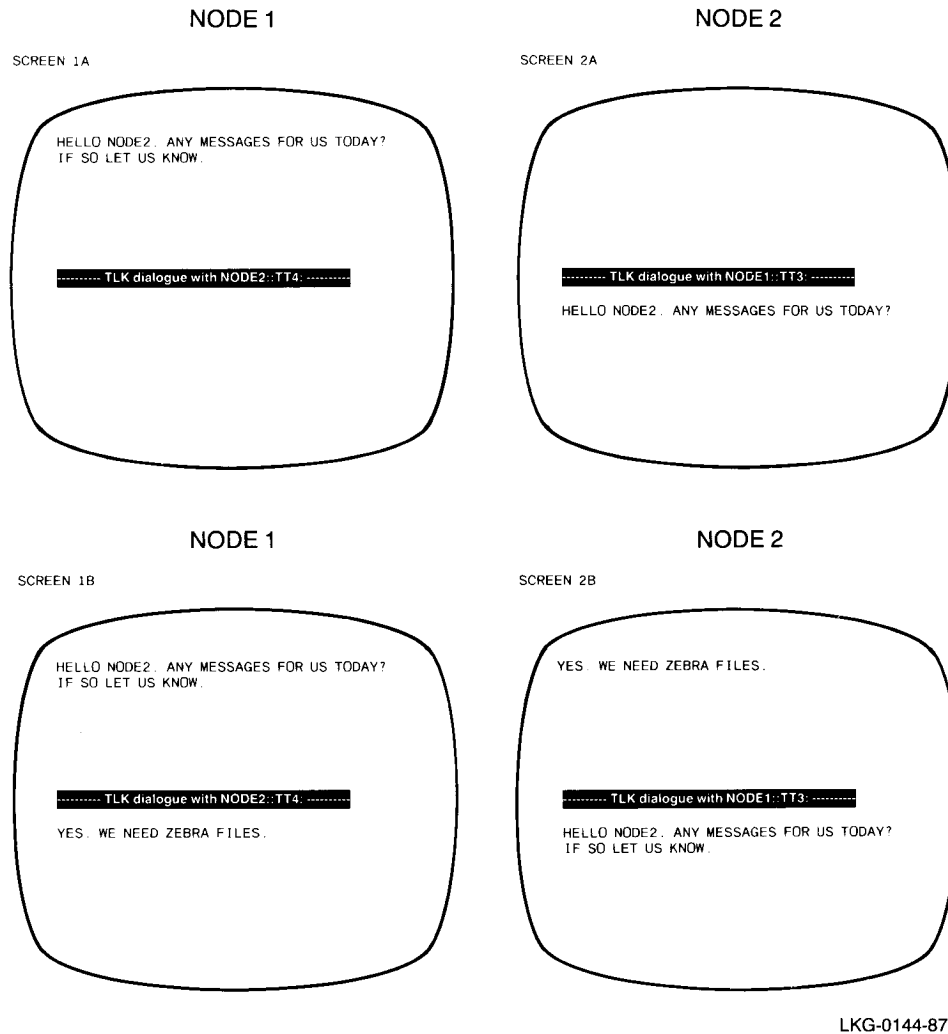 NODE 1
NODE 2
SCREEN 1A
SCREEN 2A
HELLO NODE2. ANY MESSAGES FOR US TODAY?
IF SO LET US KNOW.
--------- TLK dialogue with NODE2::TT4: ---------
--------- TLK dialogue with NODE1::TT3: ---------
HELLO NODE2. ANY MESSAGES FOR US TODAY?
NODE 1
NODE 2
SCREEN 1B
SCREEN 2B
HELLO NODE2. ANY MESSAGES FOR US TODAY?
IF SO LET US KNOW.
--------- TLK dialogue with NODE2::TT4: ---------
YES. WE NEED ZEBRA FILES.
YES. WE NEED ZEBRA FILES.
--------- TLK dialogue with NODE1::TT3: ---------
HELLO NODE2. ANY MESSAGES FOR US TODAY?
IF SO LET US KNOW.
LKG-0144-87